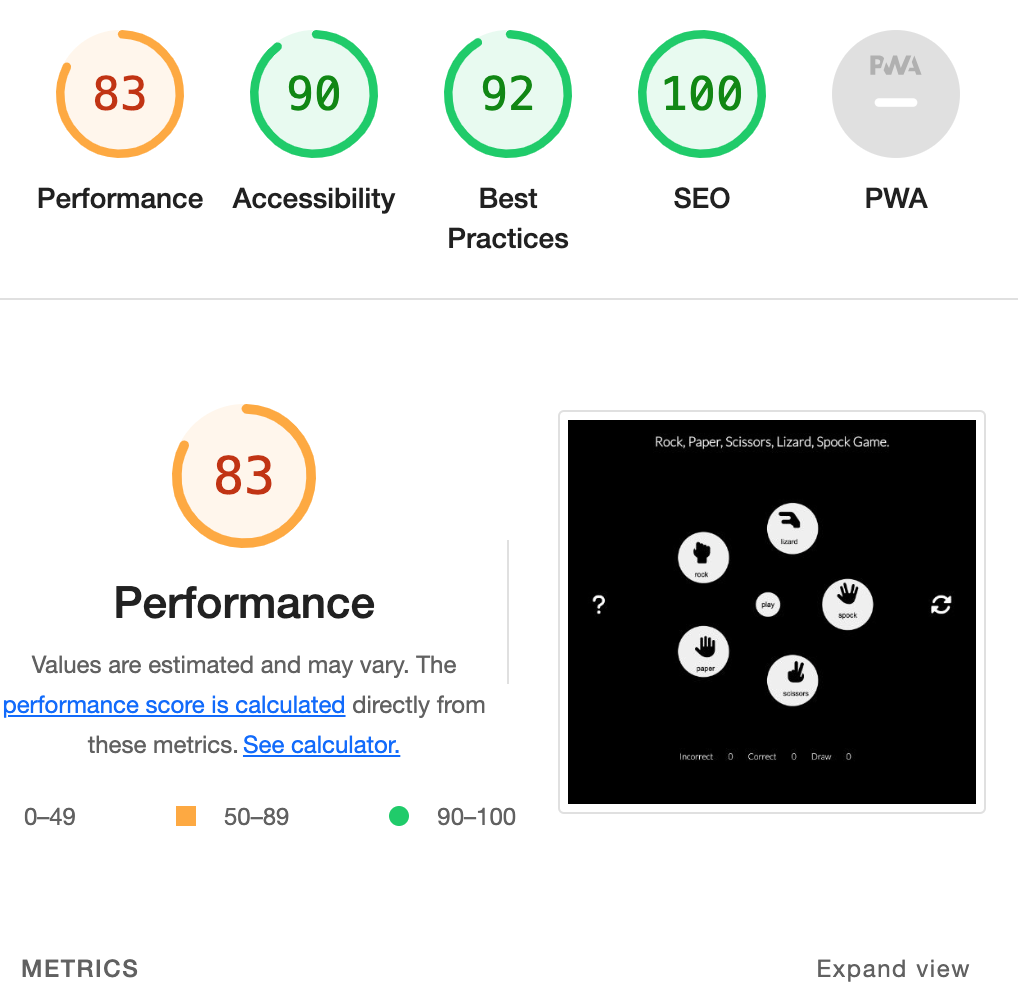 83
90
92
100
PWA
Performance
Accessibility
Best
Practices
SEO
PWA
83
Performance
Values are estimated and may vary. The
performance score is calculated directly from
these metrics. See calculator.
0–49
50–89
90–100
Rock, Paper, Scissors, Lizard, Spock Game.
lizard
rock
?
play
spock
paper
scissors
Incorrect 0 Correct 0 Draw 0
METRICS
Expand view